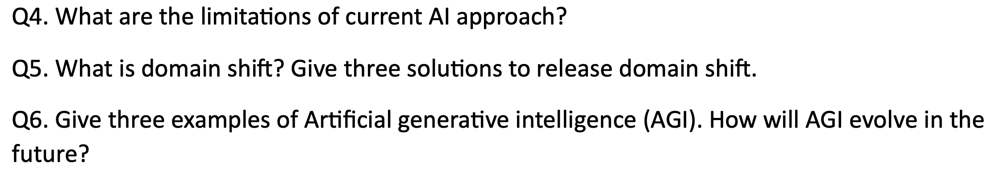 Q4. What are the limitations of current AI approach?
Q5. What is domain shift? Give three solutions to release domain shift.
Q6. Give three examples of Artificial generative intelligence (AGI). How will AGI evolve in the
future?